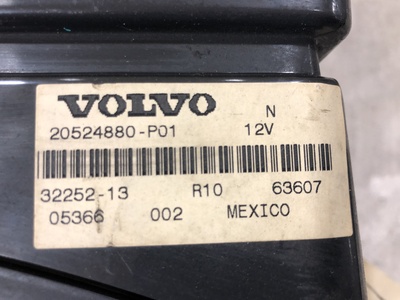 VOLVO N
20524880-P01 12V
32252-13 R10 63607
05366 002 MEXICO